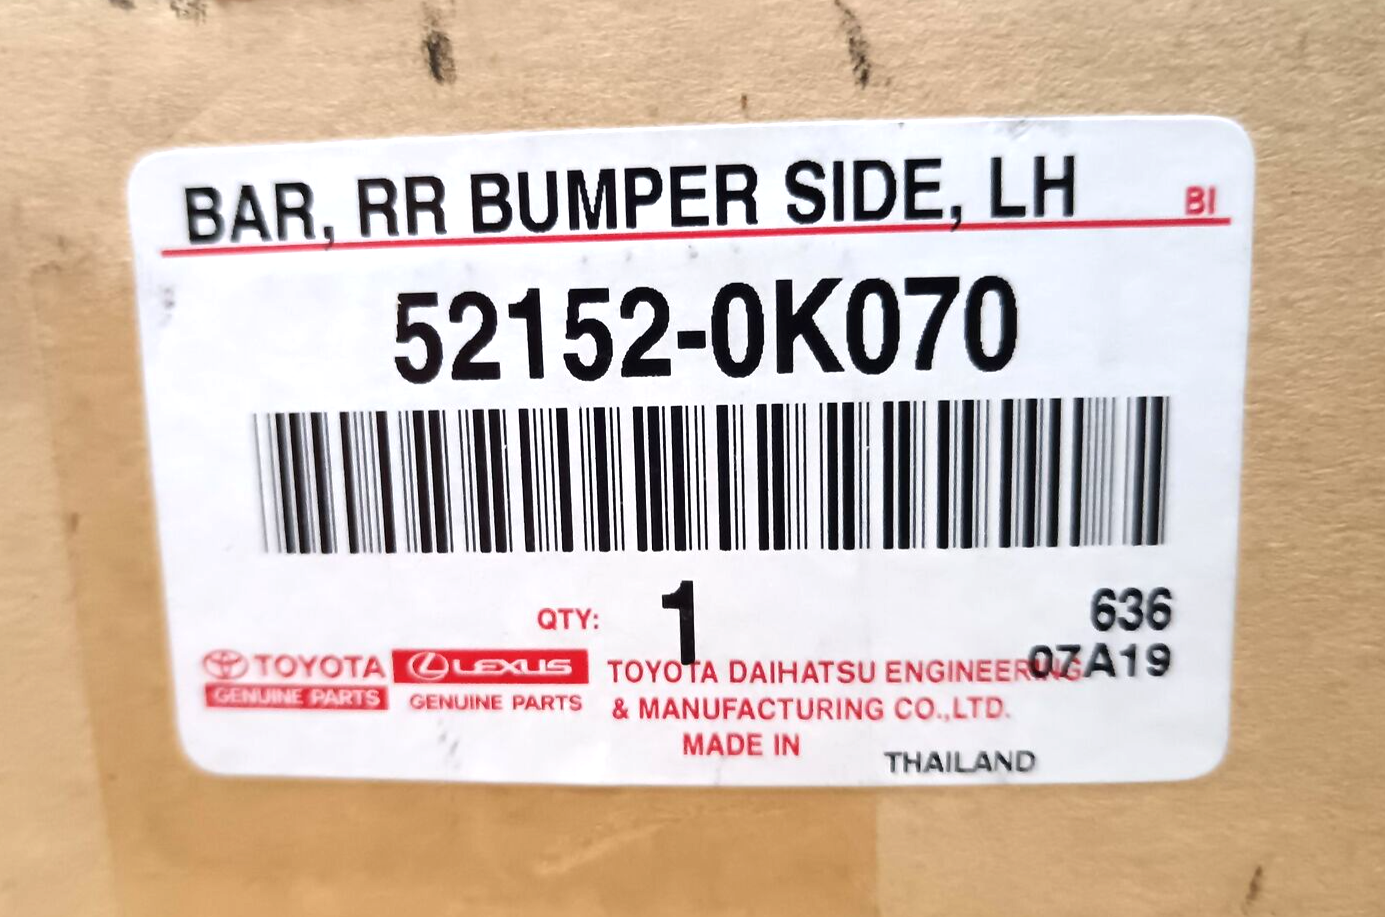 BAR, RR BUMPER SIDE, LH
BI
52152-0K070
QTY: 1
636
07A19
TOYOTA
GENUINE PARTS
LEXUS
GENUINE PARTS
TOYOTA DAIHATSU ENGINEERING
& MANUFACTURING CO.,LTD.
MADE IN
THAILAND